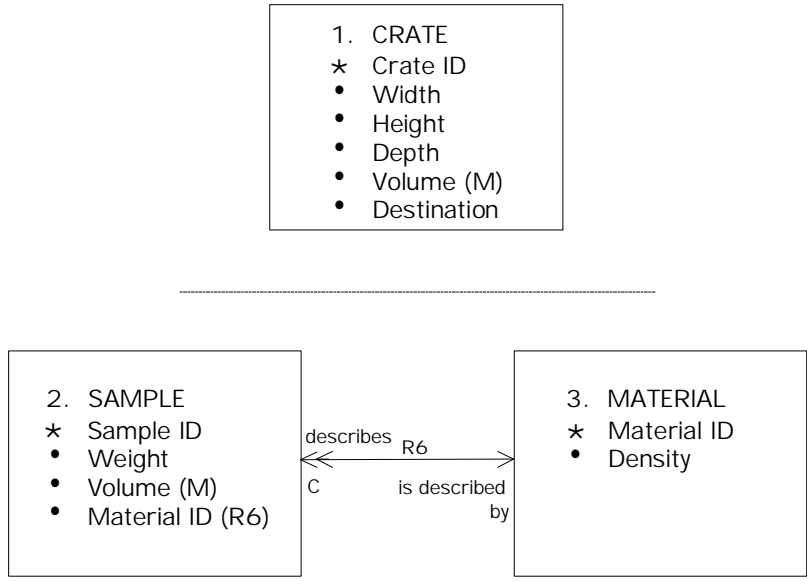 1. CRATE
* Crate ID
• Width
• Height
• Depth
• Volume (M)
• Destination
2. SAMPLE
* Sample ID
• Weight
• Volume (M)
• Material ID (R6)
describes
R6
C
is described
by
3. MATERIAL
* Material ID
• Density